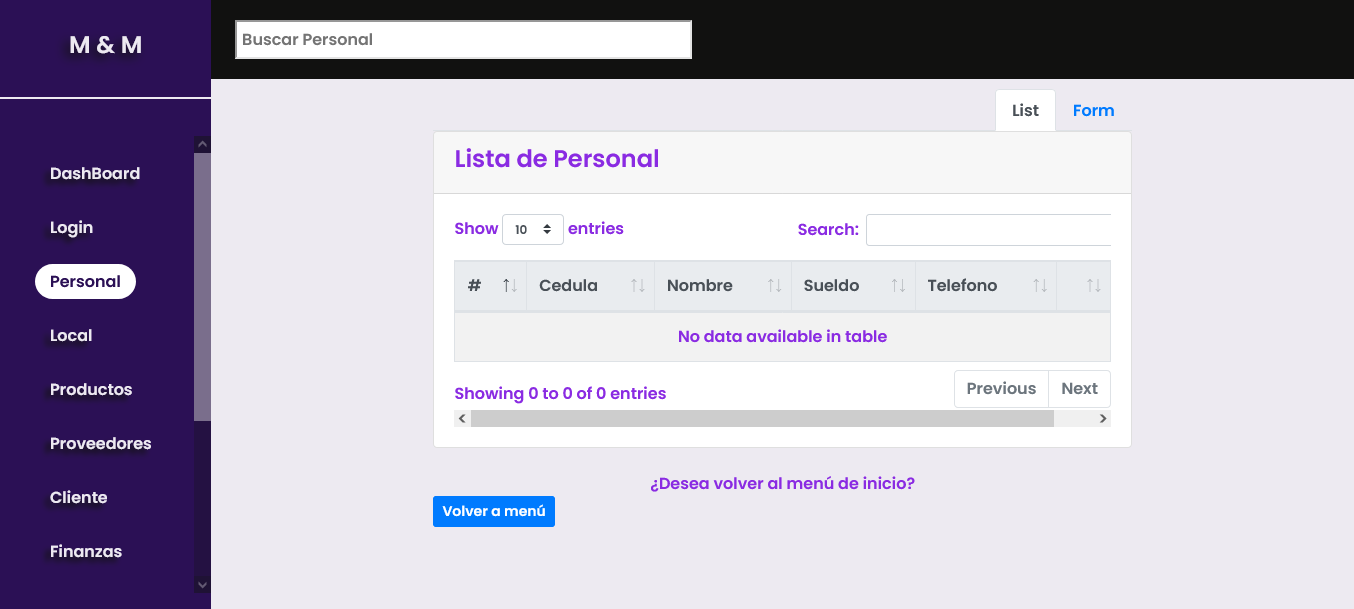 M & M
Buscar Personal
DashBoard
Login
Personal
Local
Productos
Proveedores
Cliente
Finanzas
List Form
Lista de Personal
Show 10 entries Search:
# Cedula Nombre Sueldo Telefono
No data available in table
Showing 0 to 0 of 0 entries Previous Next
¿Desea volver al menú de inicio?
Volver a menú